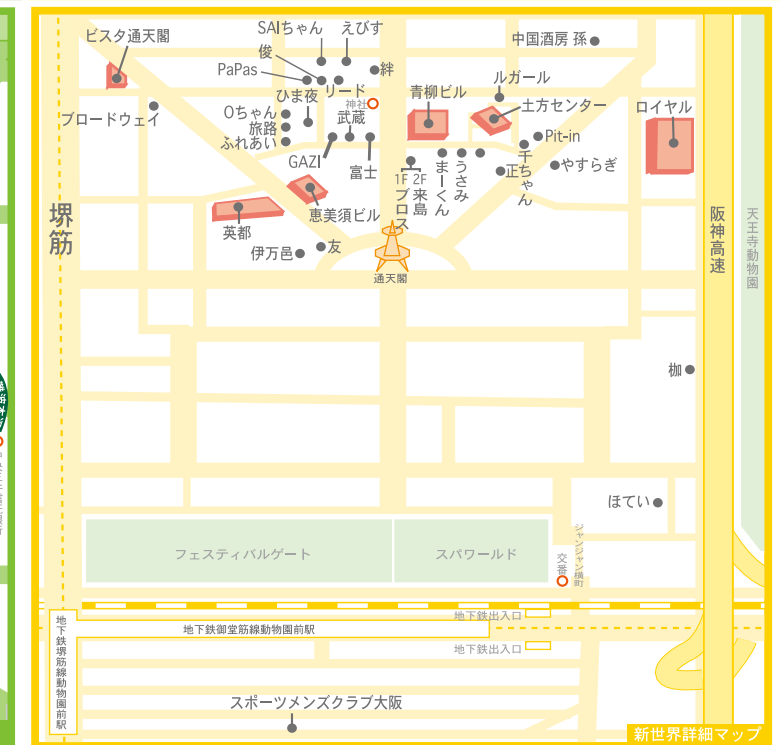 SAIちゃん
えびす
ビスタ通天閣
俊
中国酒房 孫
PaPas
リード
絆
ルガール
ひま夜
神社
青柳ビル
土方センター
ロイヤル
ブロードウェイ
Oちゃん
旅路
ふれあい
武蔵
Pit-in
GAZI
富士
1F ブロス
2F 来島
まーくん
うさみ
正
千ちゃん
やすらぎ
恵美須ビル
英都
堺筋
伊万邑
友
通天閣
阪神高速
天王寺動物園
枷
ほてい
フェスティバルゲート
スパワールド
交番
ジャンジャン横町
地下鉄出入口
地下鉄御堂筋線動物園前駅
地下鉄出入口
地下鉄堺筋線動物園前駅
スポーツメンズクラブ大阪
新世界詳細マップ